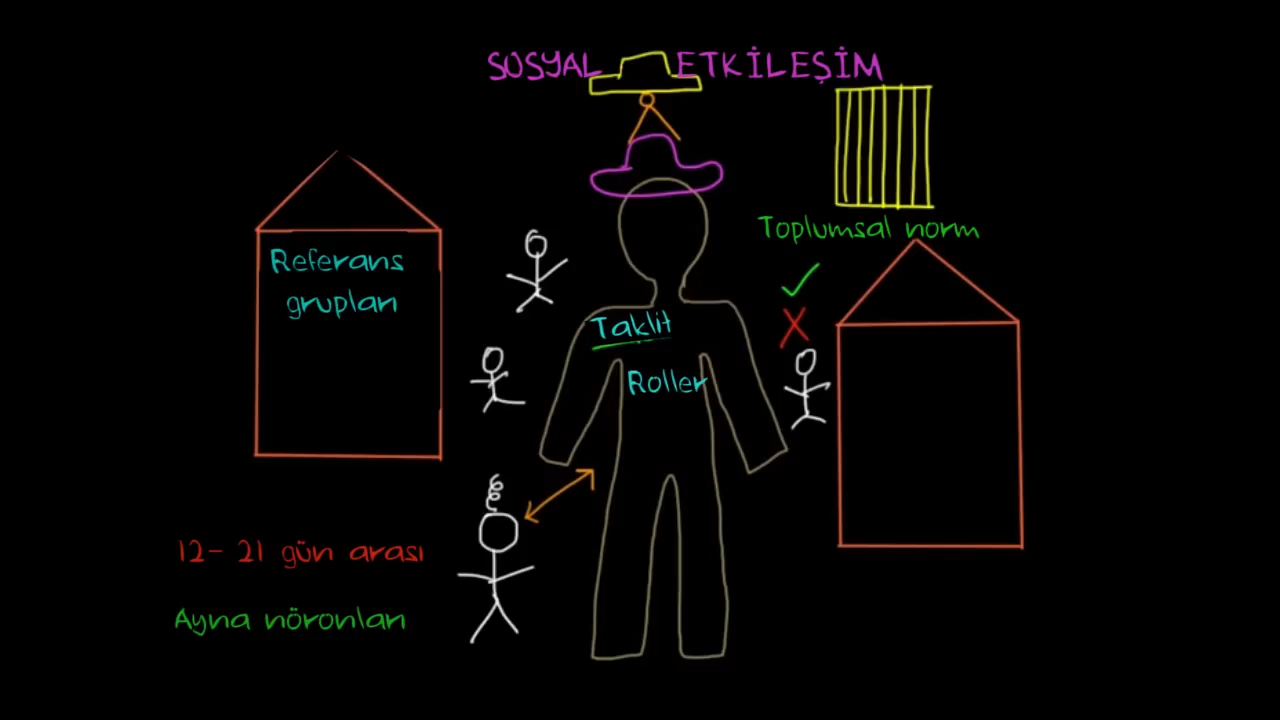 SOSYAL ETKİLEŞİM
Toplumsal norm
Referans
grupları
Taklit
Roller
12- 21 gün arası
Ayna nöronları